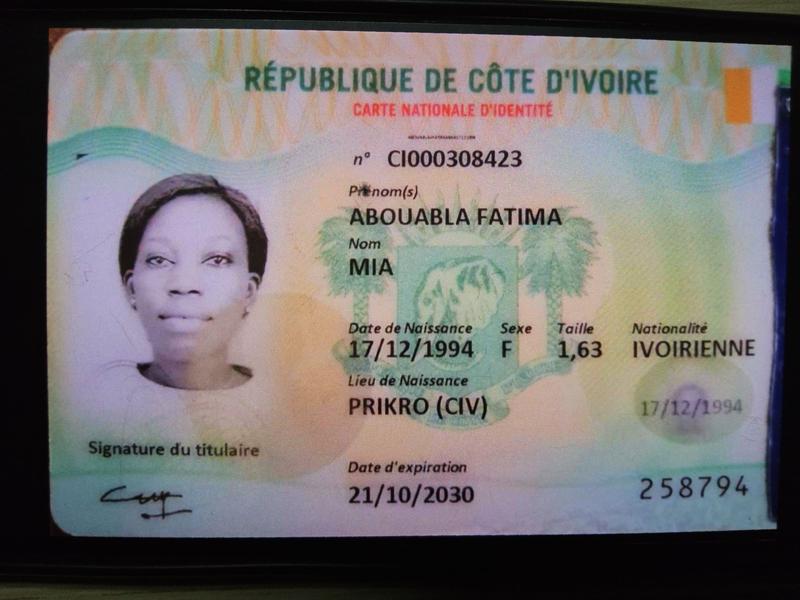 RÉPUBLIQUE DE CÔTE D'IVOIRE
CARTE NATIONALE D'IDENTITÉ
n° CI000308423
Prénom(s)
ABOUABLA FATIMA
Nom
MIA
Date de Naissance Sexe Taille Nationalité
17/12/1994 F 1,63 IVOIRIENNE
Lieu de Naissance
PRIKRO (CIV)
17/12/1994
Signature du titulaire
Date d'expiration
21/10/2030
258794